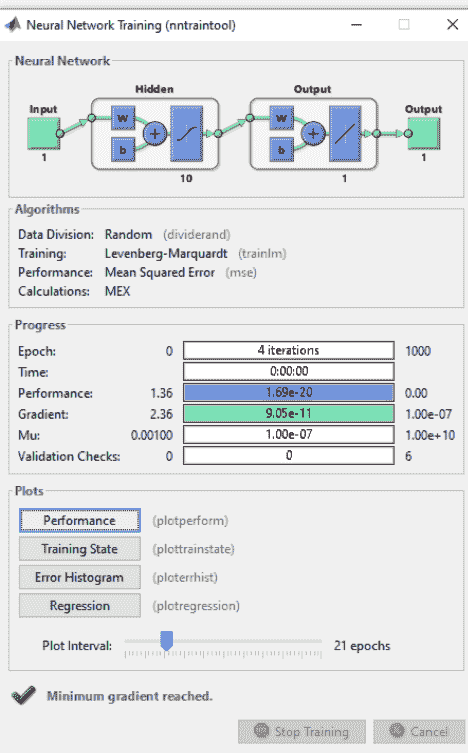 Neural Network Training (nntraintool)
Neural Network
Hidden Output
Input Output
W W
b b
+ +
1 10 1 1
Algorithms
Data Division: Random (dividerand)
Training: Levenberg-Marquardt (trainlm)
Performance: Mean Squared Error (mse)
Calculations: MEX
Progress
Epoch: 0 4 iterations 1000
Time: 0:00:00
Performance: 1.36 1.69e-20 0.00
Gradient: 2.36 9.05e-11 1.00e-07
Mu: 0.00100 1.00e-07 1.00e+10
Validation Checks: 0 0 6
Plots
Performance (plotperform)
Training State (plottrainstate)
Error Histogram (ploterrhist)
Regression (plotregression)
Plot Interval: 21 epochs
Minimum gradient reached.
Stop Training Cancel